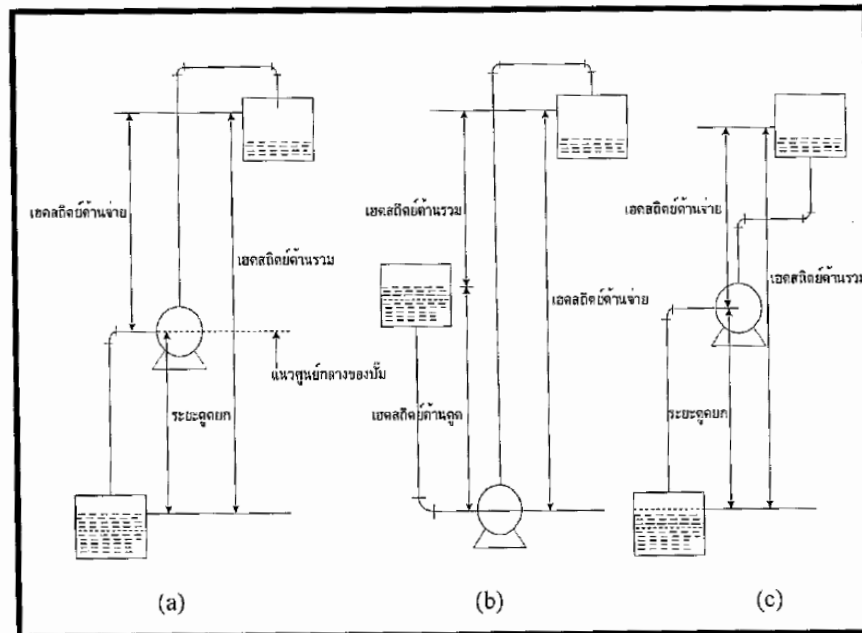 เฮดสถิตย์ด้านจ่าย
เฮดสถิตย์ด้านรวม
แนวศูนย์กลางของปั๊ม
ระยะดูดยก
(a)
เฮดสถิตย์ด้านรวม
เฮดสถิตย์ด้านจ่าย
เฮดสถิตย์ด้านดูด
(b)
เฮดสถิตย์ด้านจ่าย
เฮดสถิตย์ด้านรวม
ระยะดูดยก
(c)